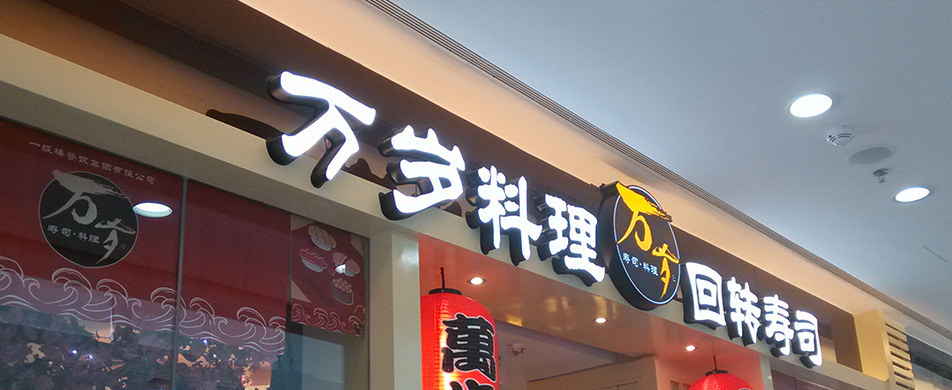 一级棒餐饮集团有限公司
万岁
寿司·料理
万岁料理
万岁
寿司·料理
回转寿司
萬